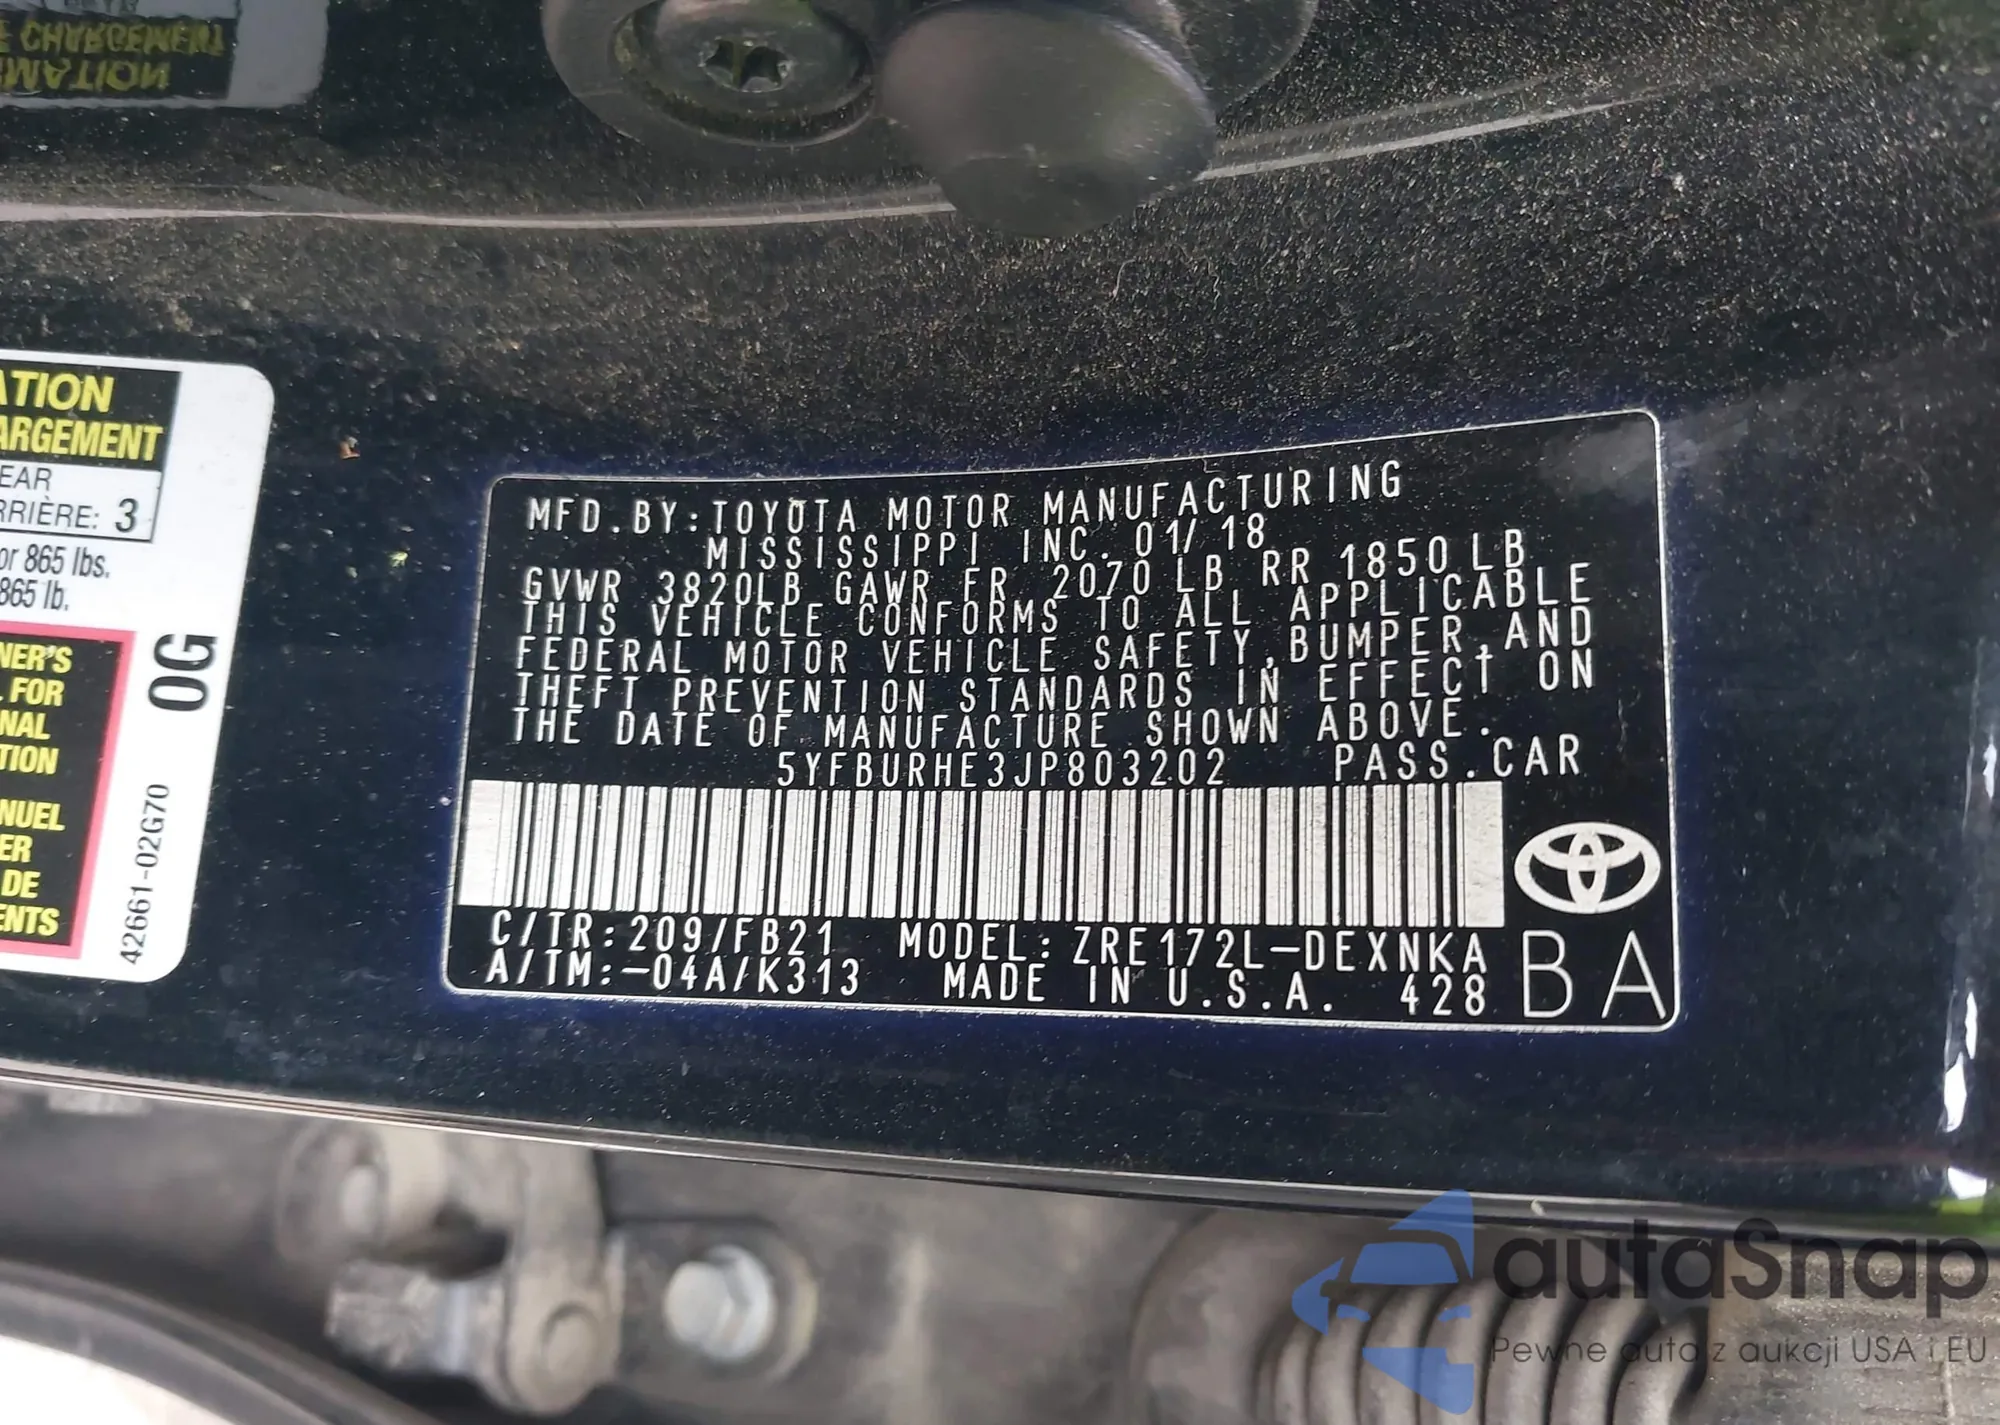 CHARGEMENT
ATION
ARGEMENT
EAR
RRIÈRE: 3
or 865 lbs.
865 lb.
NER'S
FOR
NAL
TION
NUEL
ER
DE
ENTS
0G
42661-02G70
MFD.BY:TOYOTA MOTOR MANUFACTURING
MISSISSIPPI INC. 01/18
GVWR 3820LB GAWR FR 2070LB RR 1850LB
THIS VEHICLE CONFORMS TO ALL APPLICABLE
FEDERAL MOTOR VEHICLE SAFETY,BUMPER,AND
THEFT PREVENTION STANDARDS IN EFFECT ON
THE DATE OF MANUFACTURE SHOWN ABOVE.
5YFBURHE3JP803202 PASS.CAR
C/TR:209/FB21 MODEL:ZRE172L-DEXNKA
A/TM:-04A/K313 MADE IN U.S.A. 428
BA
autaSnap
Pewne auta z aukcji USA i EU